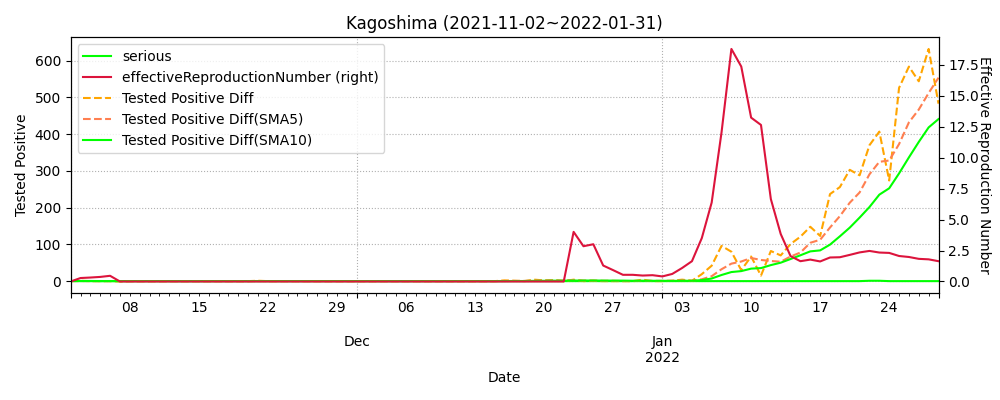 Kagoshima (2021-11-02~2022-01-31)
serious
effectiveReproductionNumber (right)
Tested Positive Diff
Tested Positive Diff(SMA5)
Tested Positive Diff(SMA10)
Tested Positive
600
500
400
300
200
100
0
Effective Reproduction Number
17.5
15.0
12.5
10.0
7.5
5.0
2.5
0.0
08 15 22 29 06 13 20 27 03 10 17 24
Dec Jan
2022
Date